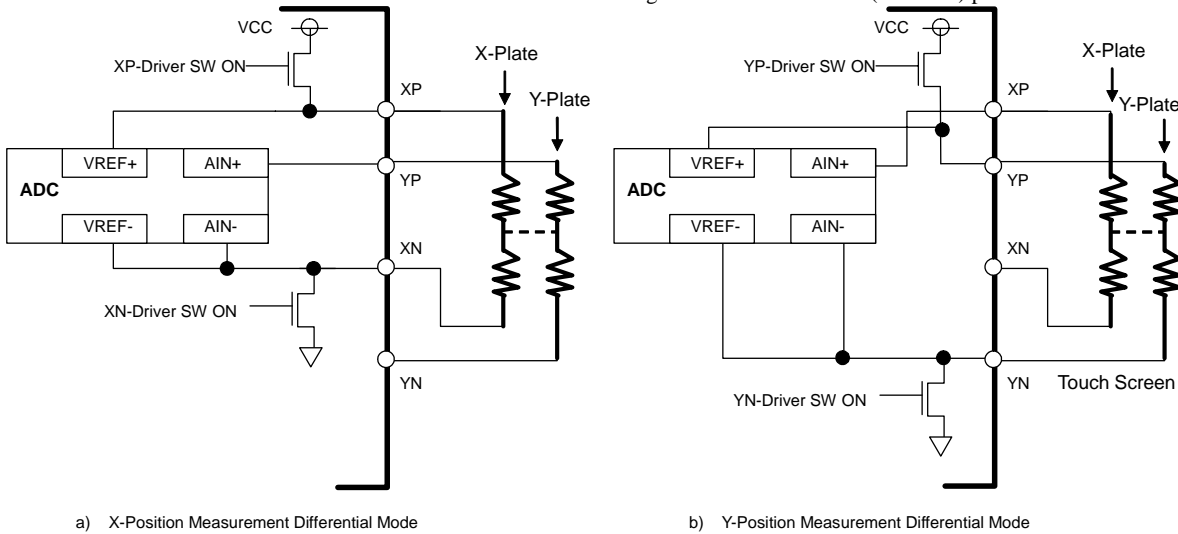 VCC
XP-Driver SW ON
X-Plate
Y-Plate
XP
VREF+
AIN+
ADC
YP
VREF-
AIN-
XN
XN-Driver SW ON
YN
a) X-Position Measurement Differential Mode
VCC
YP-Driver SW ON
X-Plate
Y-Plate
XP
VREF+
AIN+
ADC
YP
VREF-
AIN-
XN
YN
Touch Screen
YN-Driver SW ON
b) Y-Position Measurement Differential Mode